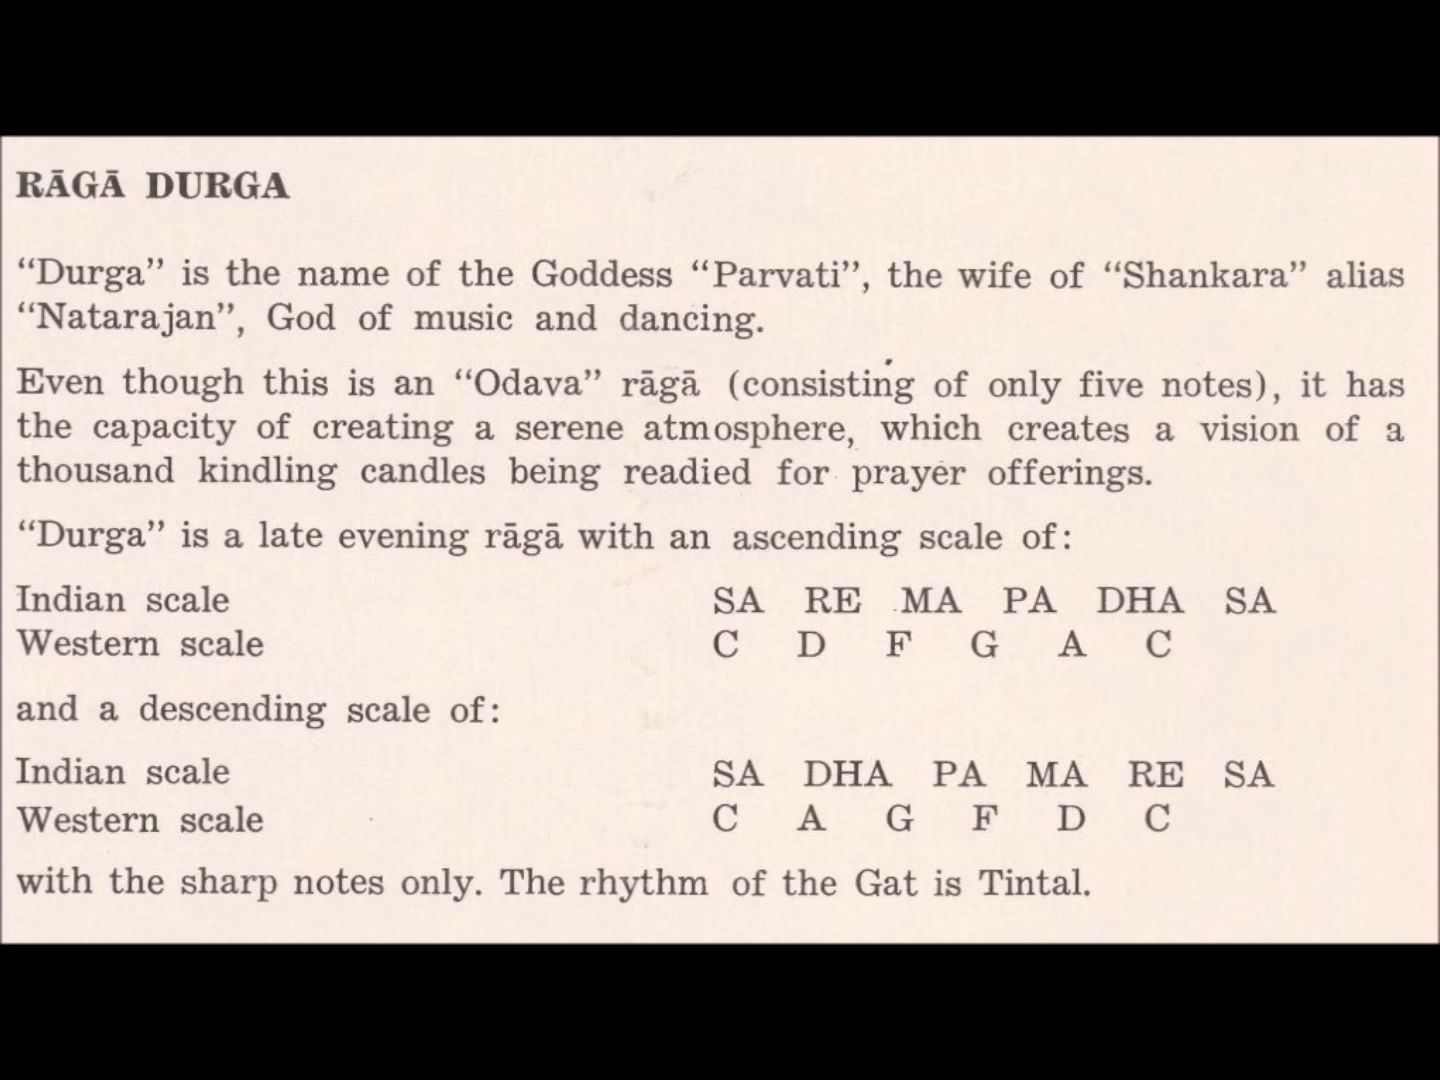 RĀGĀ DURGA
“Durga” is the name of the Goddess “Parvati”, the wife of “Shankara” alias
“Natarajan”, God of music and dancing.
Even though this is an “Odava” rāgā (consisting of only five notes), it has
the capacity of creating a serene atmosphere, which creates a vision of a
thousand kindling candles being readied for prayer offerings.
“Durga” is a late evening rāgā with an ascending scale of:
Indian scale SA RE MA PA DHA SA
Western scale C D F G A C
and a descending scale of:
Indian scale SA DHA PA MA RE SA
Western scale C A G F D C
with the sharp notes only. The rhythm of the Gat is Tintal.